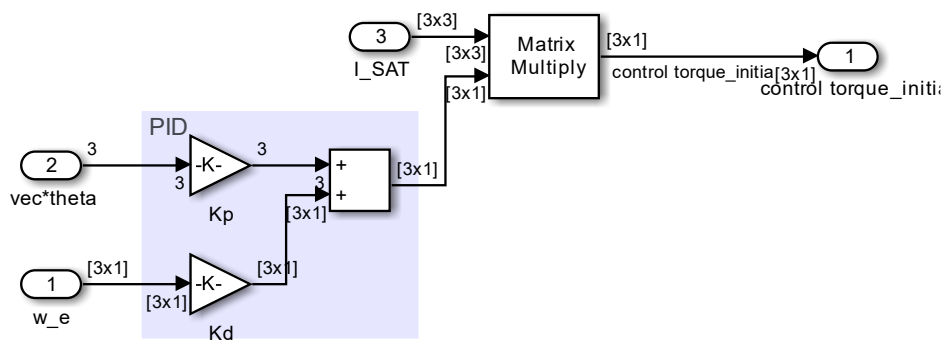 [3x3]
3
I_SAT
[3x3]
[3x1]
Matrix
Multiply
[3x1]
control torque_initia
[3x1]
1
control torque_initia
PID
2
3
vec*theta
3
-K-
3
Kp
+
3
+
[3x1]
[3x1]
1
[3x1]
w_e
[3x1]
-K-
[3x1]
Kd